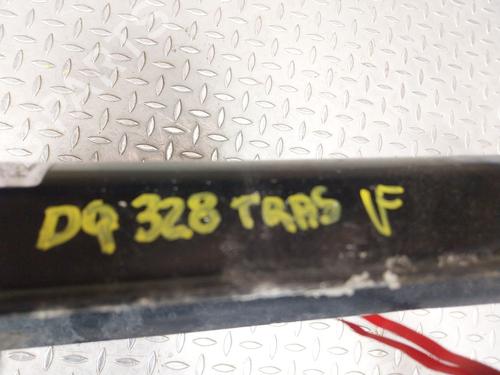 DQ 328 TRAS VF